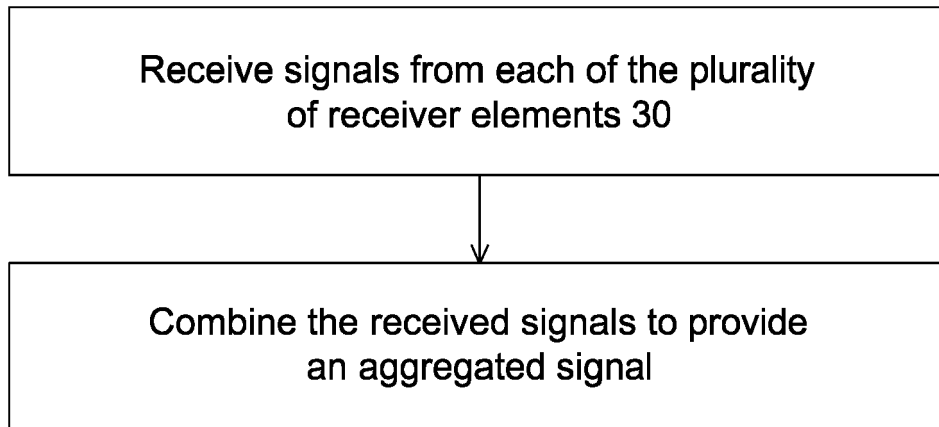 Receive signals from each of the plurality
of receiver elements 30
Combine the received signals to provide
an aggregated signal